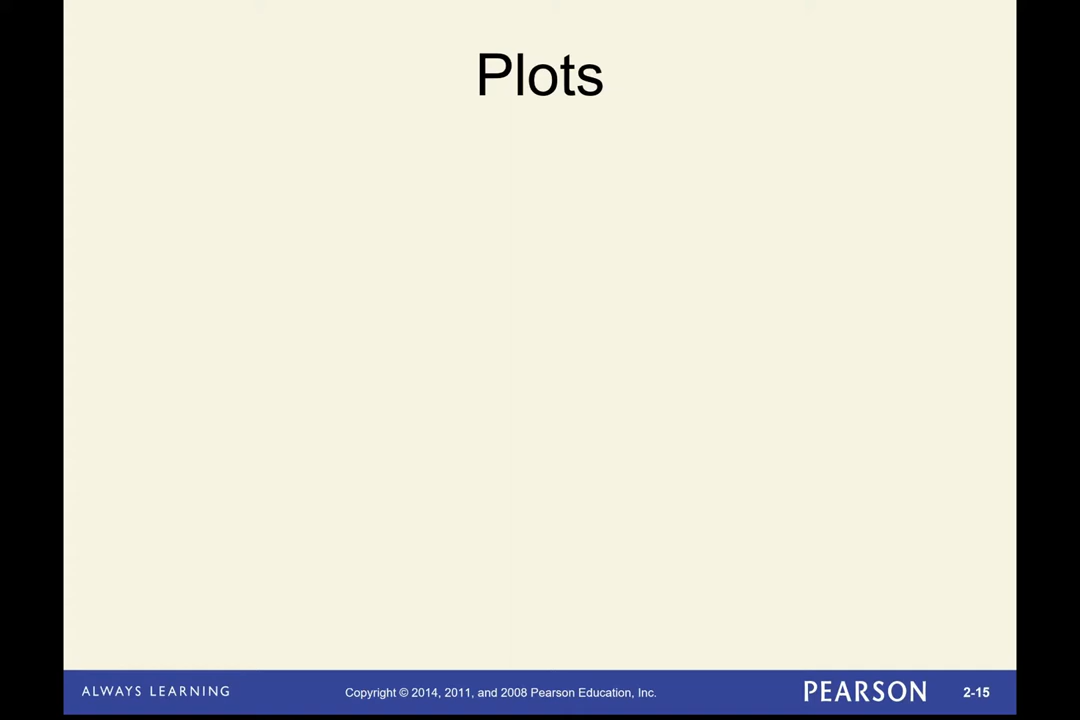 Plots
ALWAYS LEARNING
Copyright © 2014, 2011, and 2008 Pearson Education, Inc.
PEARSON
2-15